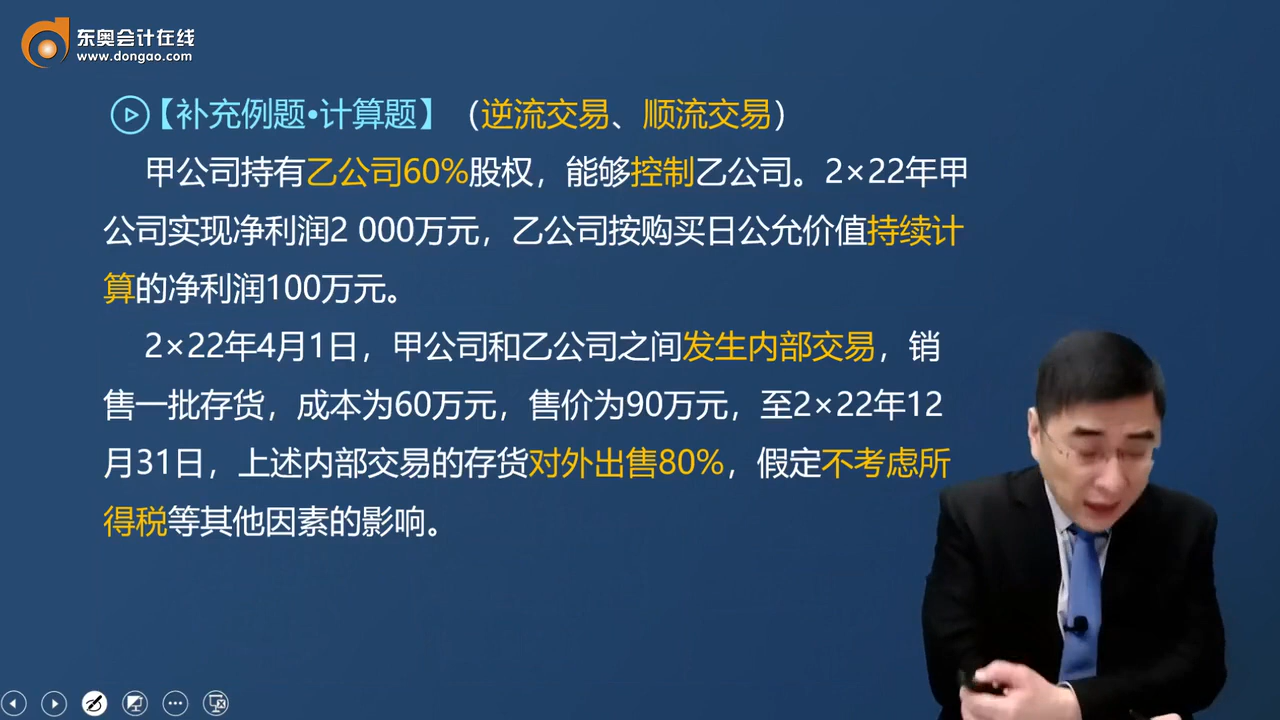 东奥会计在线
www.dongao.com
【补充例题•计算题】（逆流交易、顺流交易）
甲公司持有乙公司60%股权，能够控制乙公司。2×22年甲
公司实现净利润2 000万元，乙公司按购买日公允价值持续计
算的净利润100万元。
2×22年4月1日，甲公司和乙公司之间发生内部交易，销
售一批存货，成本为60万元，售价为90万元，至2×22年12
月31日，上述内部交易的存货对外出售80%，假定不考虑所
得税等其他因素的影响。